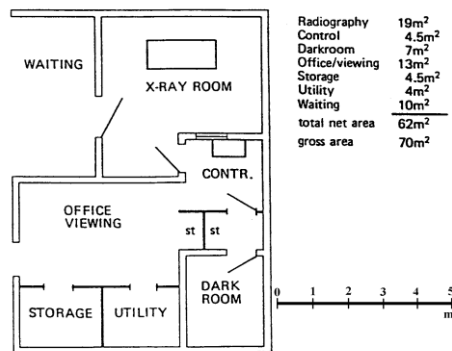 WAITING
X-RAY ROOM
CONTR.
OFFICE
VIEWING
st
st
DARK
ROOM
STORAGE
UTILITY
Radiography 19m²
Control 4.5m²
Darkroom 7m²
Office/viewing 13m²
Storage 4.5m²
Utility 4m²
Waiting 10m²
total net area 62m²
gross area 70m²
0 1 2 3 4 5
m